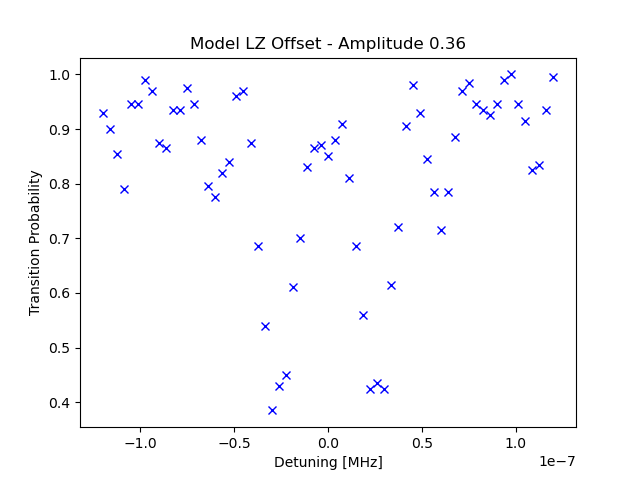 Model LZ Offset - Amplitude 0.36
1.0
0.9
0.8
0.7
0.6
0.5
0.4
Transition Probability
−1.0 −0.5 0.0 0.5 1.0
1e−7
Detuning [MHz]